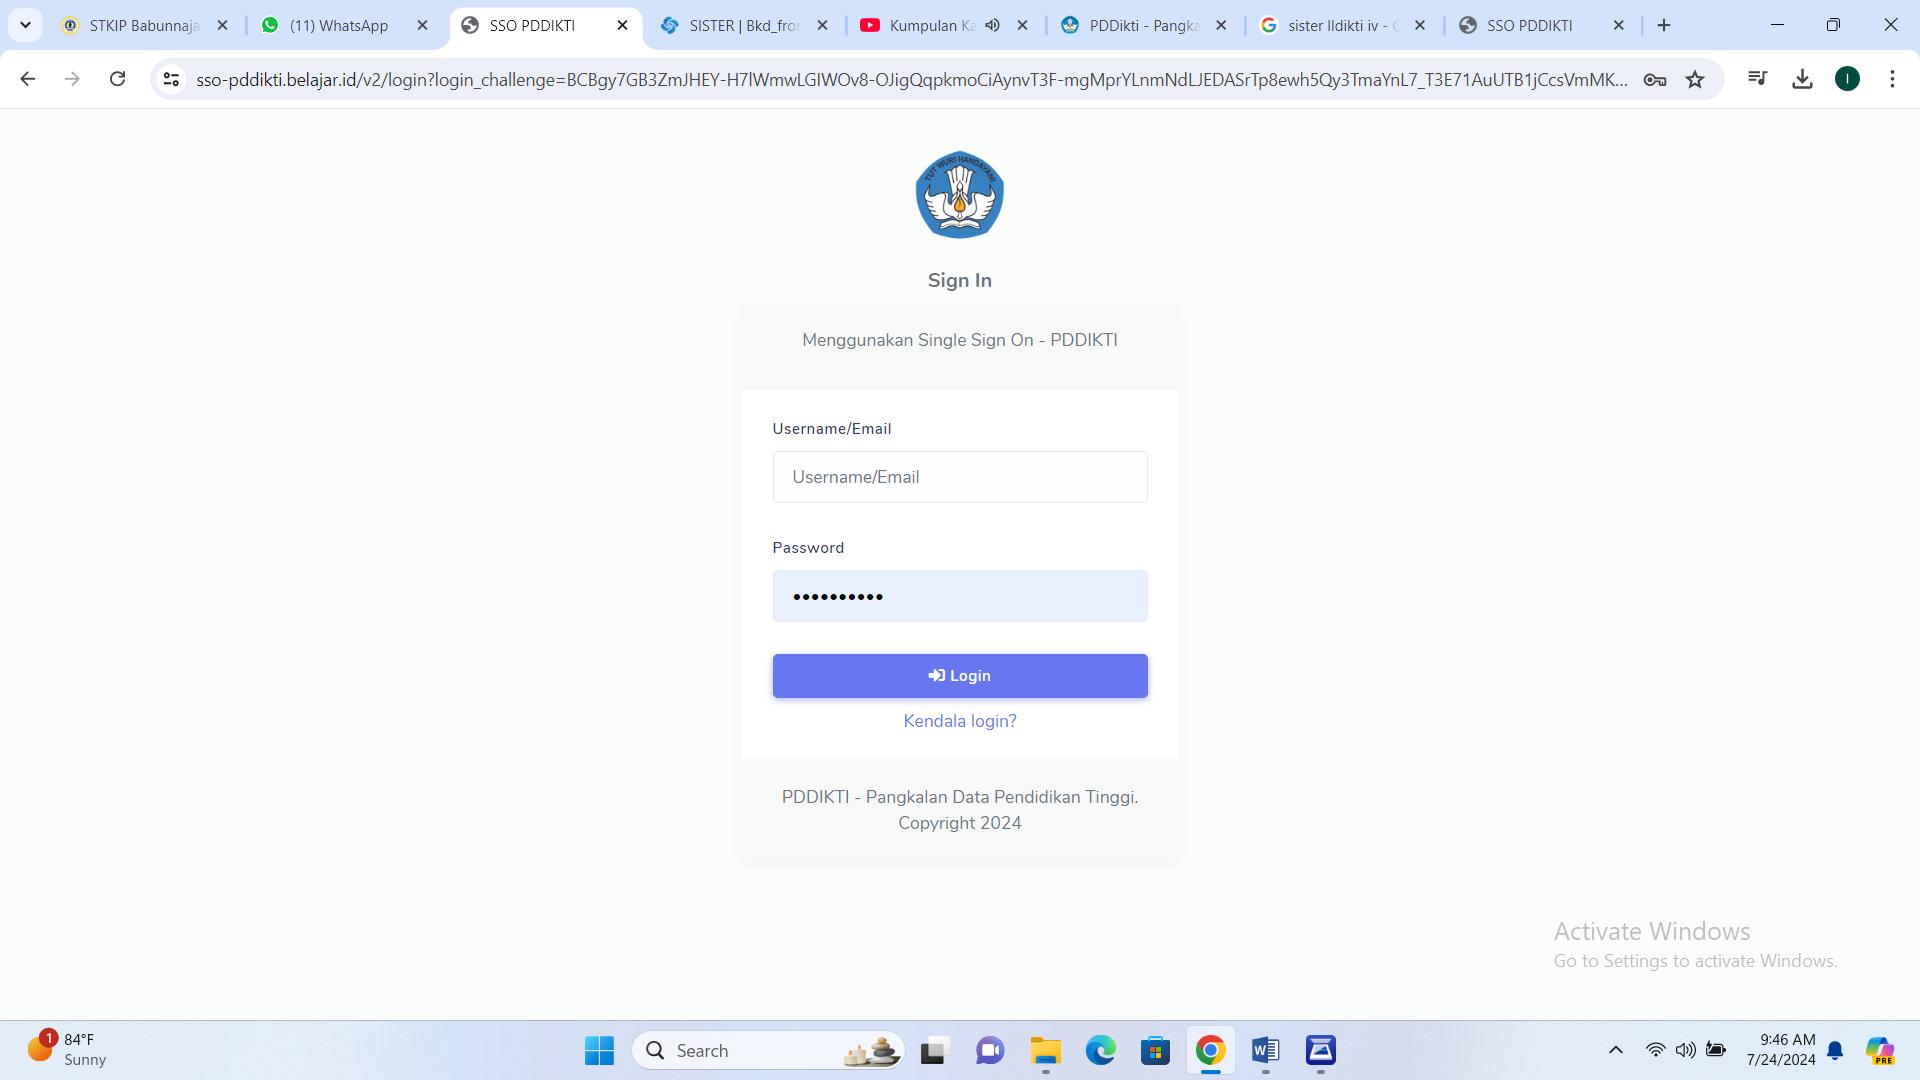 STKIP Babunnaja
(11) WhatsApp
SSO PDDIKTI
SISTER | Bkd_fror
Kumpulan Ka
PDDikti - Pangka
sister lldikti iv - G
SSO PDDIKTI
sso-pddikti.belajar.id/v2/login?login_challenge=BCBgy7GB3ZmJHEY-H7lWmwLGIWOv8-OJigQqpkmoCiAynvT3F-mgMprYLnmNdLJEDASrTp8ewh5Qy3TmaYnL7_T3E71AuUTB1jCcsVmMK...
I
TUT WURI HANDAYANI
Sign In
Menggunakan Single Sign On - PDDIKTI
Username/Email
Username/Email
Password
••••••••••
Login
Kendala login?
PDDIKTI - Pangkalan Data Pendidikan Tinggi.
Copyright 2024
Activate Windows
Go to Settings to activate Windows.
1
84°F
Sunny
Search
9:46 AM
7/24/2024
PRE